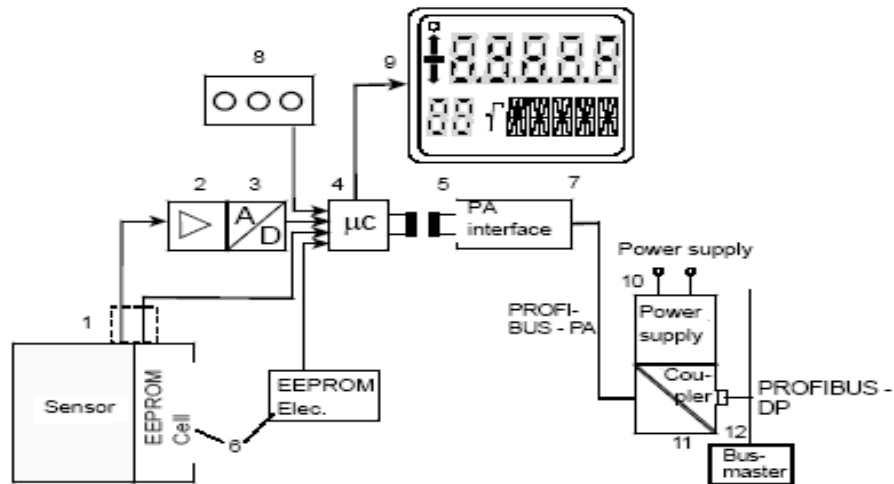 8
9
2
3
4
5
7
A
D
µc
PA
interface
Power supply
10
PROFI-
BUS - PA
Power
supply
1
Sensor
EEPROM
Cell
EEPROM
Elec.
6
Cou-
pler
PROFIBUS -
DP
11
12
Bus-
master